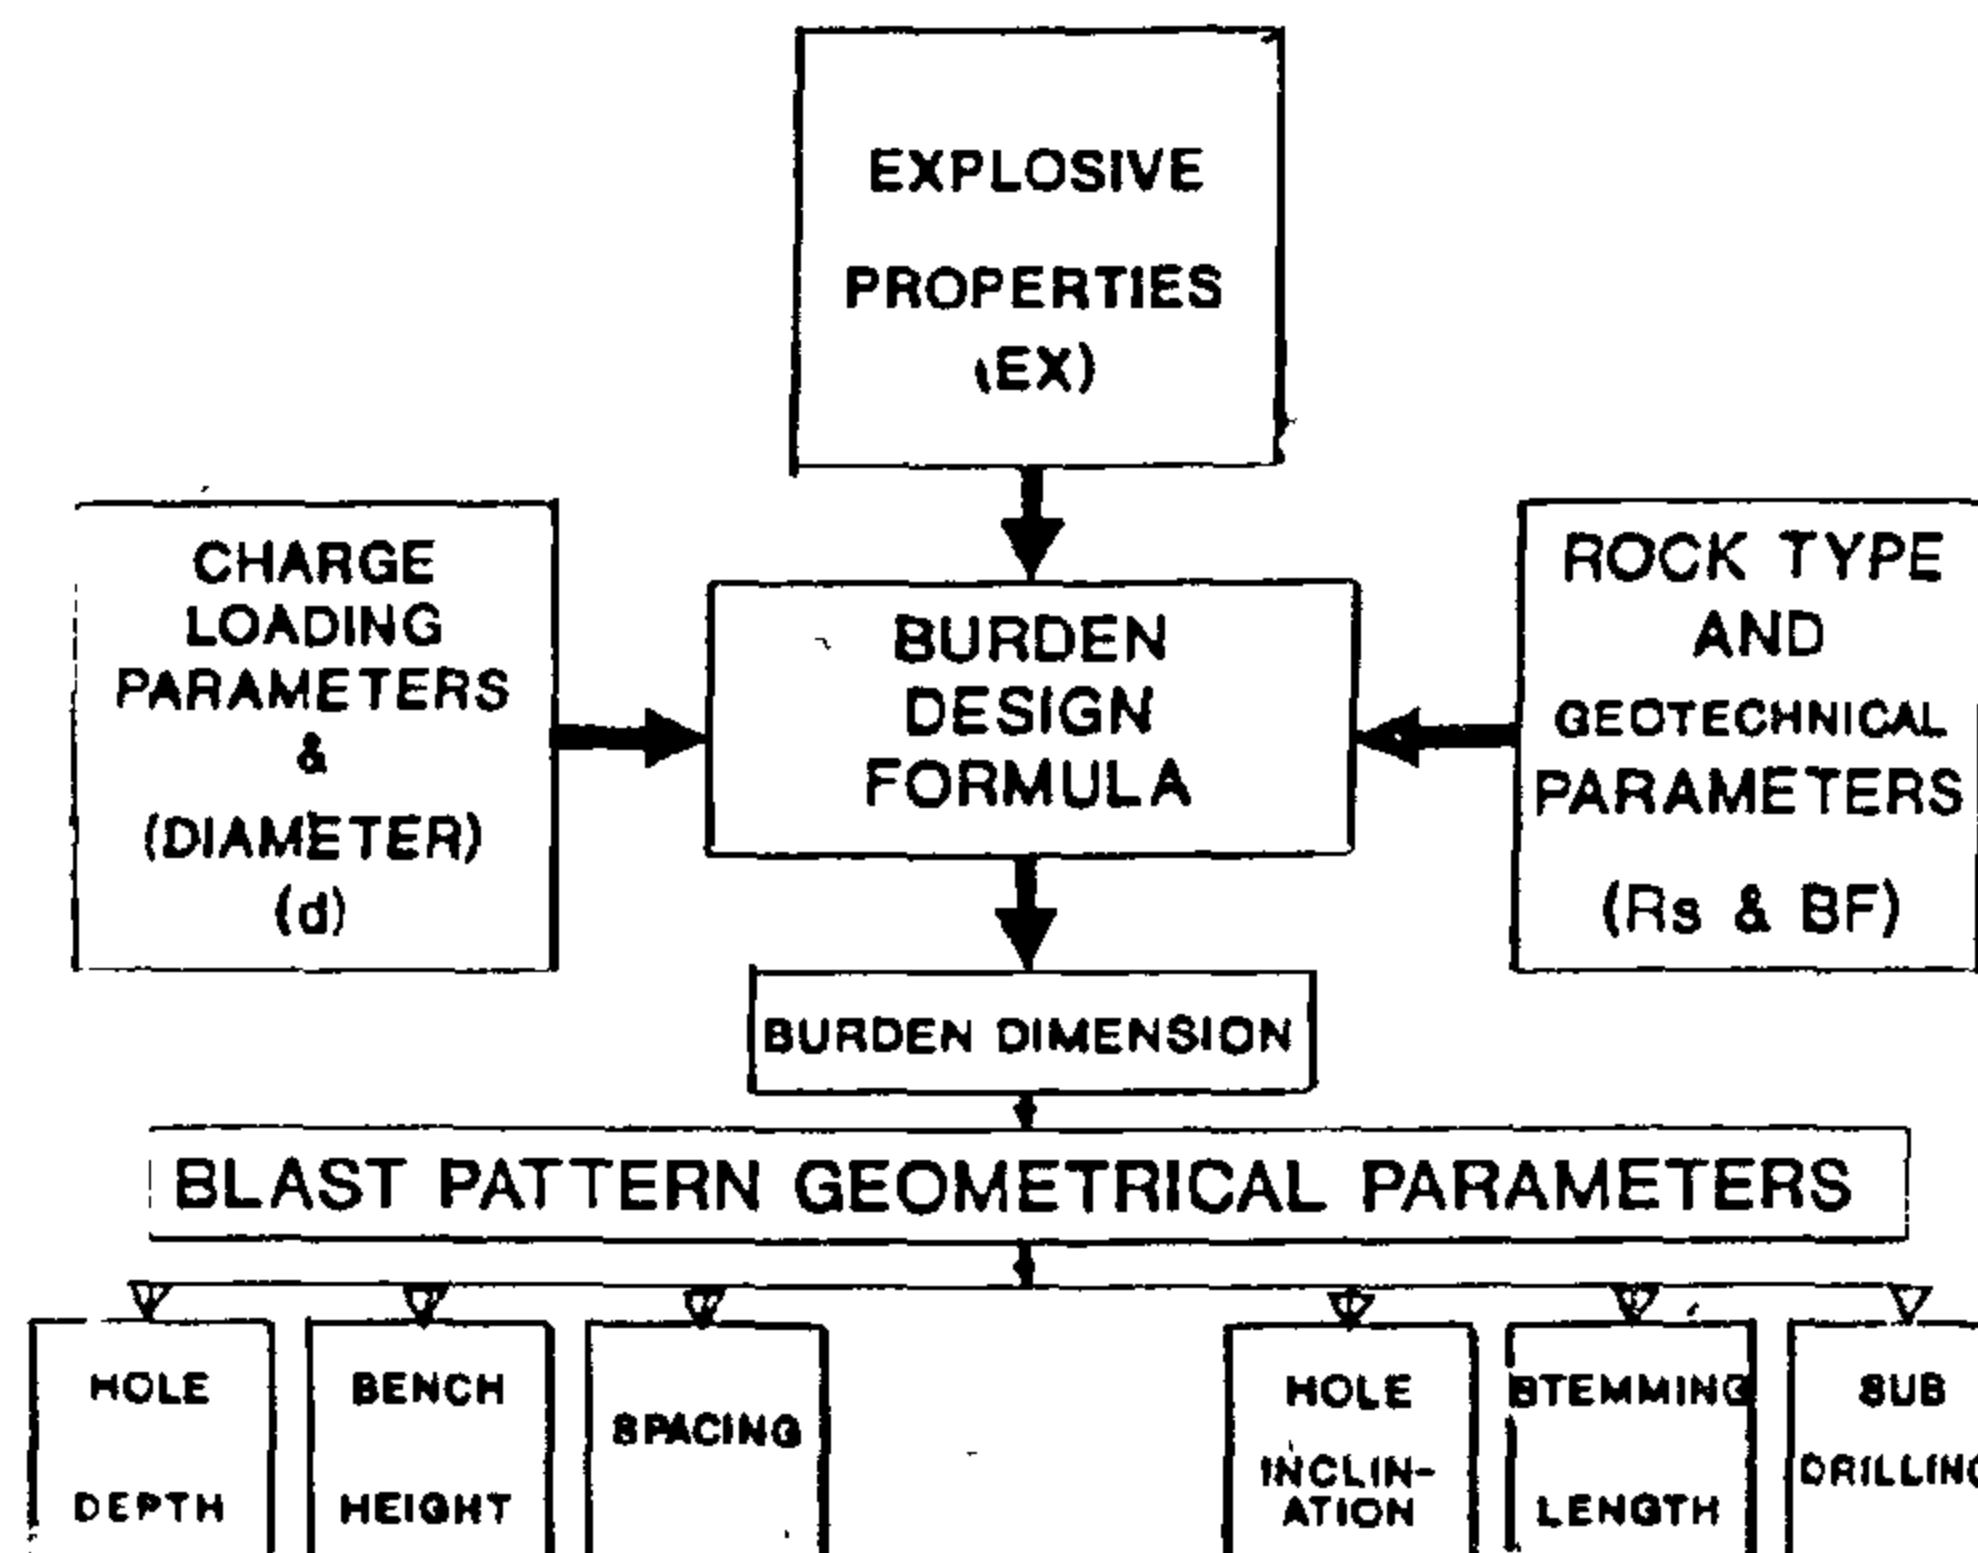 EXPLOSIVE
PROPERTIES
(EX)
CHARGE
LOADING
PARAMETERS
&
(DIAMETER)
(d)
BURDEN
DESIGN
FORMULA
ROCK TYPE
AND
GEOTECHNICAL
PARAMETERS
(Rs & BF)
BURDEN DIMENSION
BLAST PATTERN GEOMETRICAL PARAMETERS
HOLE
DEPTH
BENCH
HEIGHT
SPACING
HOLE
INCLIN-
ATION
STEMMING
LENGTH
SUB
DRILLING